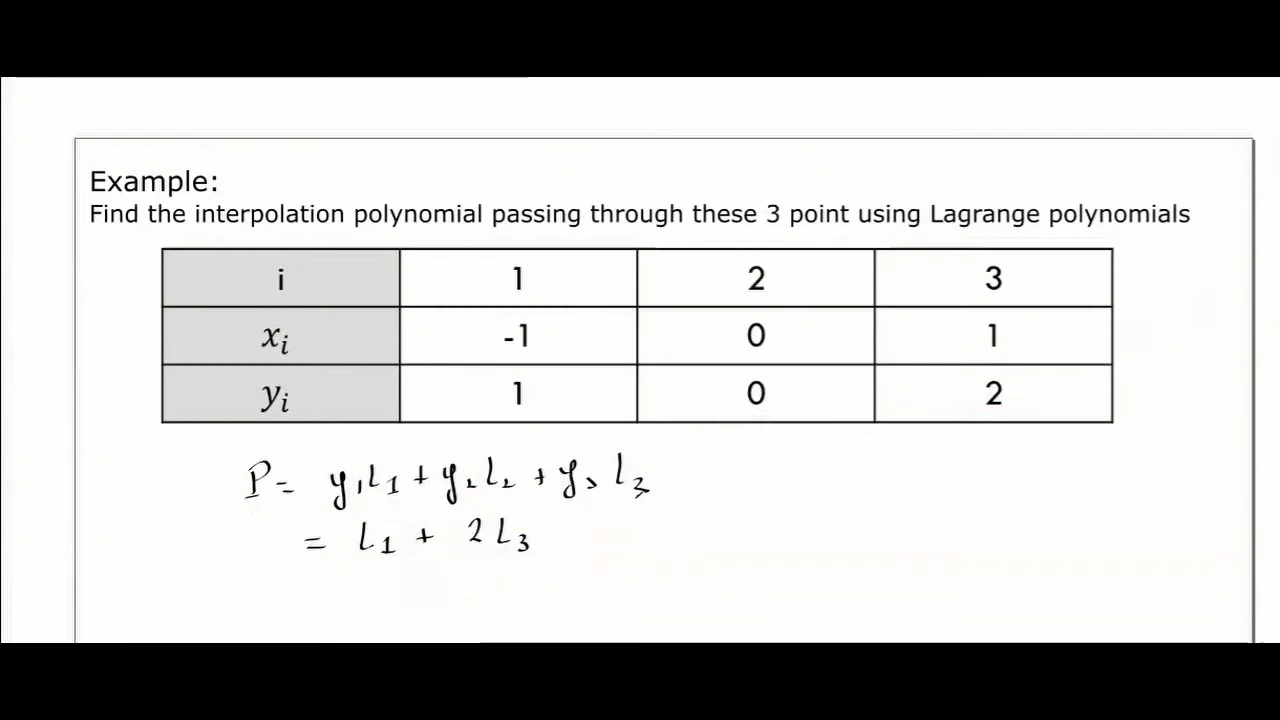 Example:
Find the interpolation polynomial passing through these 3 point using Lagrange polynomials
i 1 2 3
xᵢ -1 0 1
yᵢ 1 0 2
P = y₁L₁ + y₂L₂ + y₃L₃
= L₁ + 2L₃